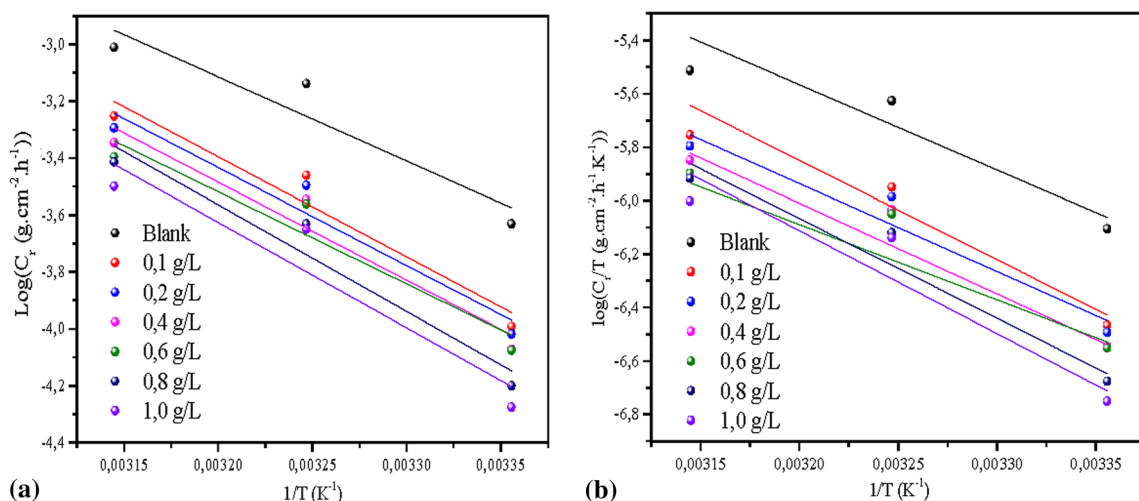 Log(Cᵣ (g.cm⁻².h⁻¹))
-3,0
-3,2
-3,4
-3,6
-3,8
-4,0
-4,2
-4,4
Blank
0,1 g/L
0,2 g/L
0,4 g/L
0,6 g/L
0,8 g/L
1,0 g/L
0,00315 0,00320 0,00325 0,00330 0,00335
1/T (K⁻¹)
(a)
log(Cᵣ/T (g.cm⁻².h⁻¹.K⁻¹))
-5,4
-5,6
-5,8
-6,0
-6,2
-6,4
-6,6
-6,8
Blank
0,1 g/L
0,2 g/L
0,4 g/L
0,6 g/L
0,8 g/L
1,0 g/L
0,00315 0,00320 0,00325 0,00330 0,00335
1/T (K⁻¹)
(b)